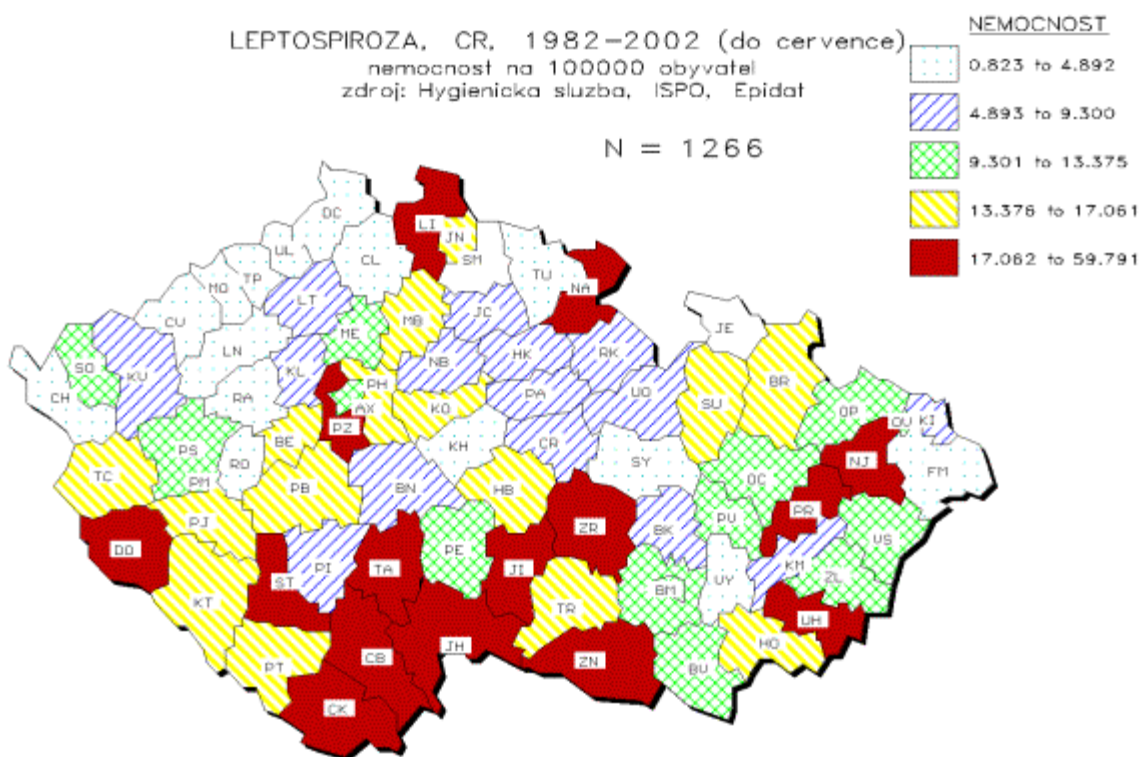 LEPTOSPIROZA, CR, 1982-2002 (do cervence)
nemocnost na 100000 obyvatel
zdroj: Hygienicka sluzba, ISPO, Epidat
N = 1266
NEMOCNOST
0.823 to 4.892
4.893 to 9.300
9.301 to 13.375
13.376 to 17.061
17.062 to 59.791
DC
LI
JN
UL
CL
SM
TU
NA
TP
MO
LT
MB
JC
JE
CU
ME
LN
NB
HK
RK
BR
SO
KU
KL
PH
PA
UO
SU
CH
RA
AX
KO
OP
OV
KI
PZ
BE
CR
PS
KH
SY
NJ
FM
TC
RO
PM
PB
BN
HB
OC
PR
PJ
ZR
BK
PU
VS
DO
PE
ST
PI
TA
JI
KM
ZL
UY
BM
KT
TR
UH
HO
PT
CB
JH
ZN
BU
CK